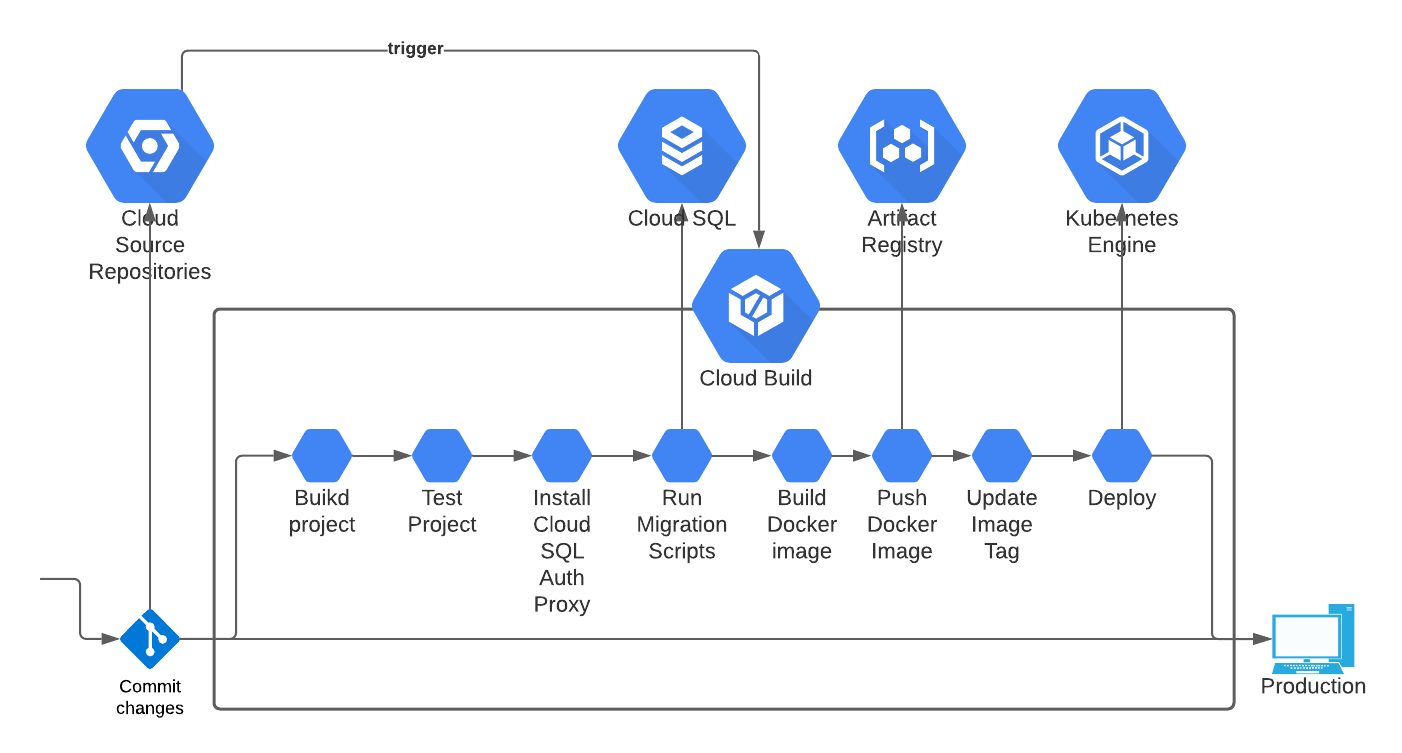 trigger
Cloud
Source
Repositories
Cloud SQL
Artifact
Registry
Kubernetes
Engine
Cloud Build
Buikd
project
Test
Project
Install
Cloud
SQL
Auth
Proxy
Run
Migration
Scripts
Build
Docker
image
Push
Docker
Image
Update
Image
Tag
Deploy
Commit
changes
Production